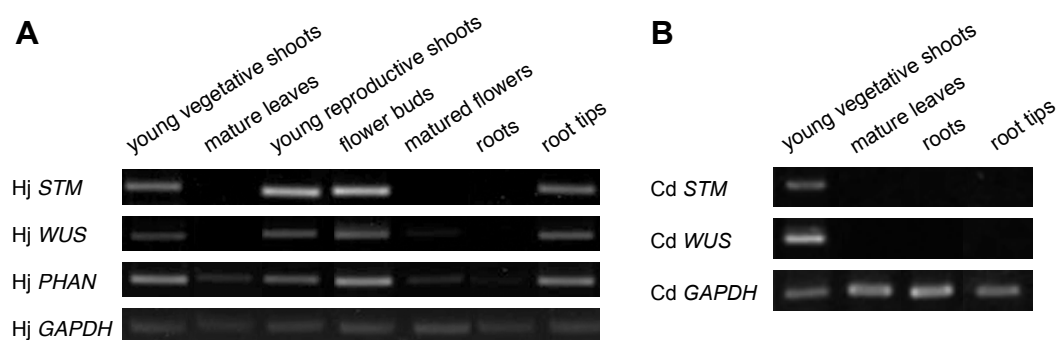 A
young vegetative shoots
mature leaves
young reproductive shoots
flower buds
matured flowers
roots
root tips
Hj STM
Hj WUS
Hj PHAN
Hj GAPDH
B
young vegetative shoots
mature leaves
roots
root tips
Cd STM
Cd WUS
Cd GAPDH